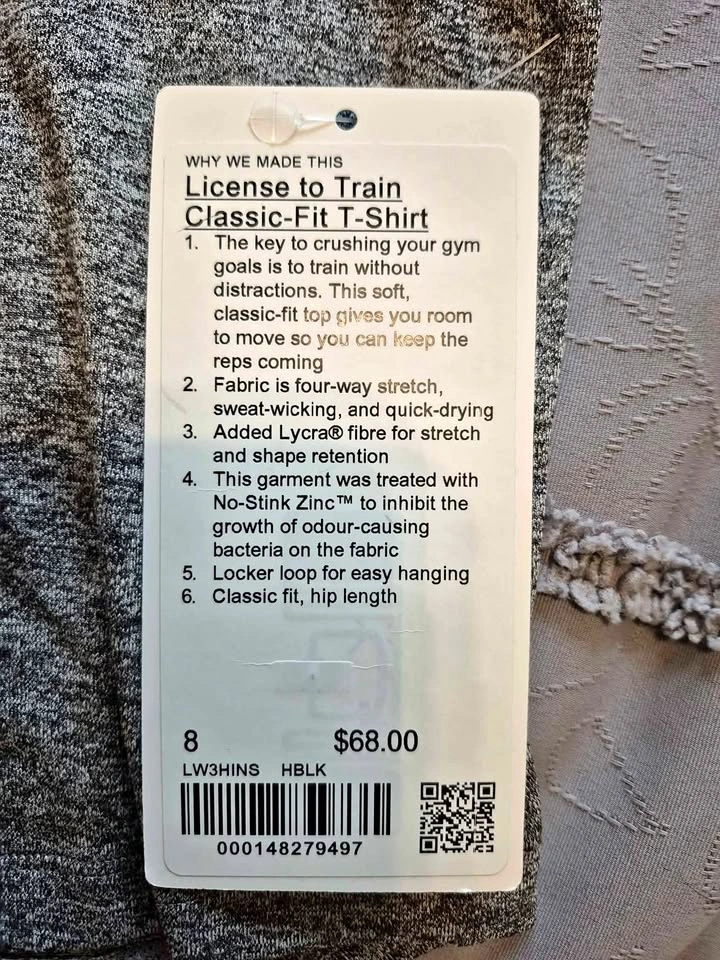 WHY WE MADE THIS
License to Train
Classic-Fit T-Shirt
1. The key to crushing your gym
goals is to train without
distractions. This soft,
classic-fit top gives you room
to move so you can keep the
reps coming
2. Fabric is four-way stretch,
sweat-wicking, and quick-drying
3. Added Lycra® fibre for stretch
and shape retention
4. This garment was treated with
No-Stink Zinc™ to inhibit the
growth of odour-causing
bacteria on the fabric
5. Locker loop for easy hanging
6. Classic fit, hip length
8 $68.00
LW3HINS HBLK
000148279497